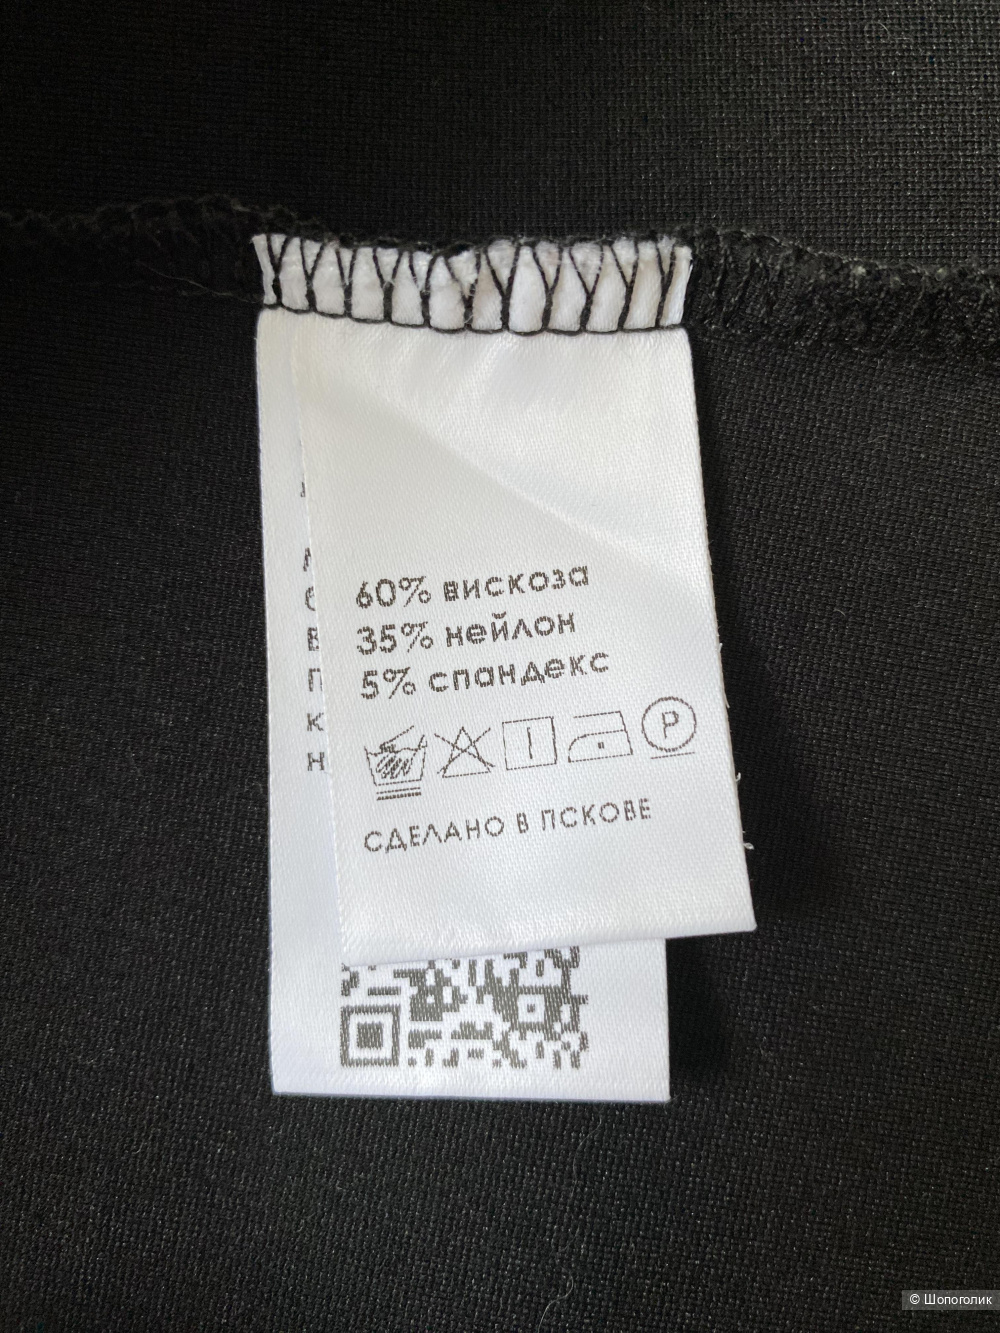 60% вискоза
35% нейлон
5% спандекс
P
СДЕЛАНО В ПСКОВЕ
© Шопоголик